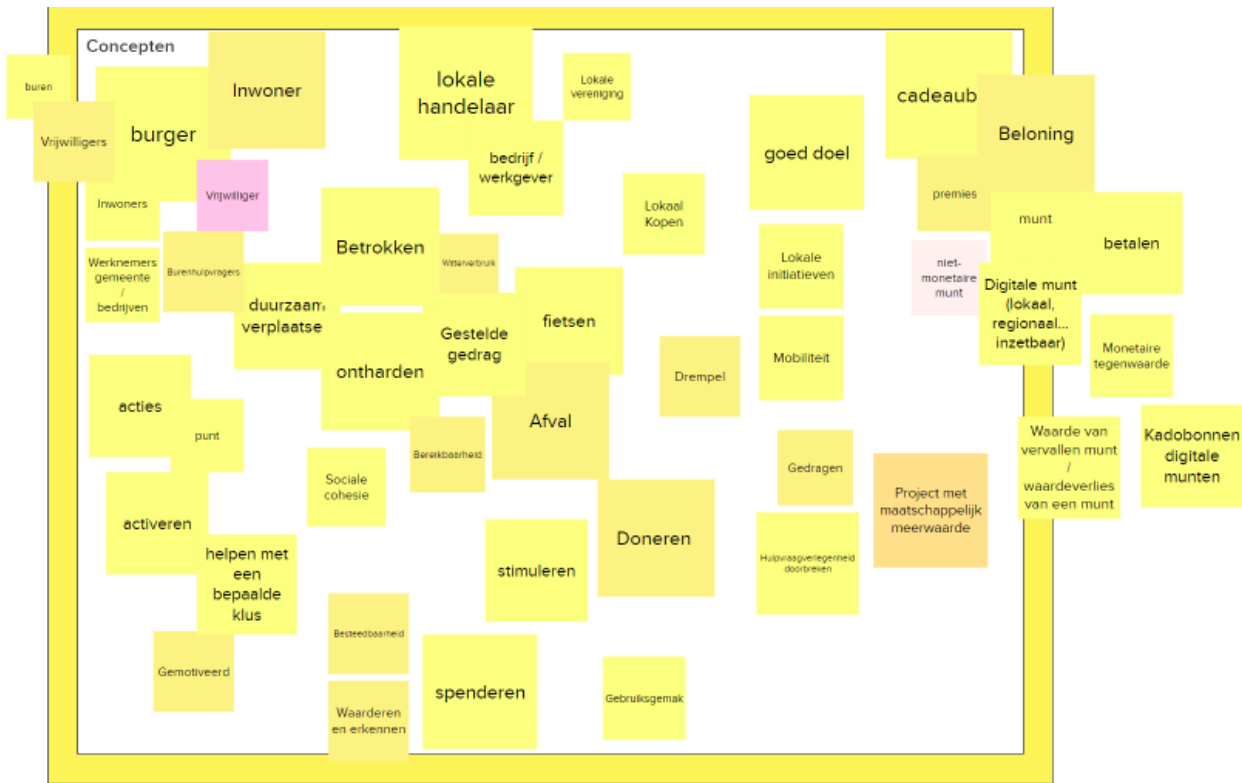 Concepten
buren
Vrijwilligers
burger
Inwoner
Inwoners
Vrijwilliger
Werknemers
gemeente
/
bedrijven
Burenhulpvragers
lokale
handelaar
Lokale
vereniging
bedrijf /
werkgever
Lokaal
Kopen
Betrokken
Waterverbruik
duurzaam
verplaatse
ontharden
Gestelde
gedrag
fietsen
Afval
Bereikbaarheid
Drempel
goed doel
Lokale
initiatieven
Mobiliteit
Gedragen
Hulpvraagverlegenheid
doorbreken
cadeaub
Beloning
premies
munt
betalen
niet-
monetaire
munt
Digitale munt
(lokaal,
regionaal...
inzetbaar)
Monetaire
tegenwaarde
Waarde van
vervallen munt
/
waardeverlies
van een munt
Kadobonnen
digitale
munten
Project met
maatschappelijk
meerwaarde
acties
punt
activeren
helpen met
een
bepaalde
klus
Gemotiveerd
Sociale
cohesie
Besteedbaarheid
Waarderen
en erkennen
stimuleren
Doneren
spenderen
Gebruiksgemak